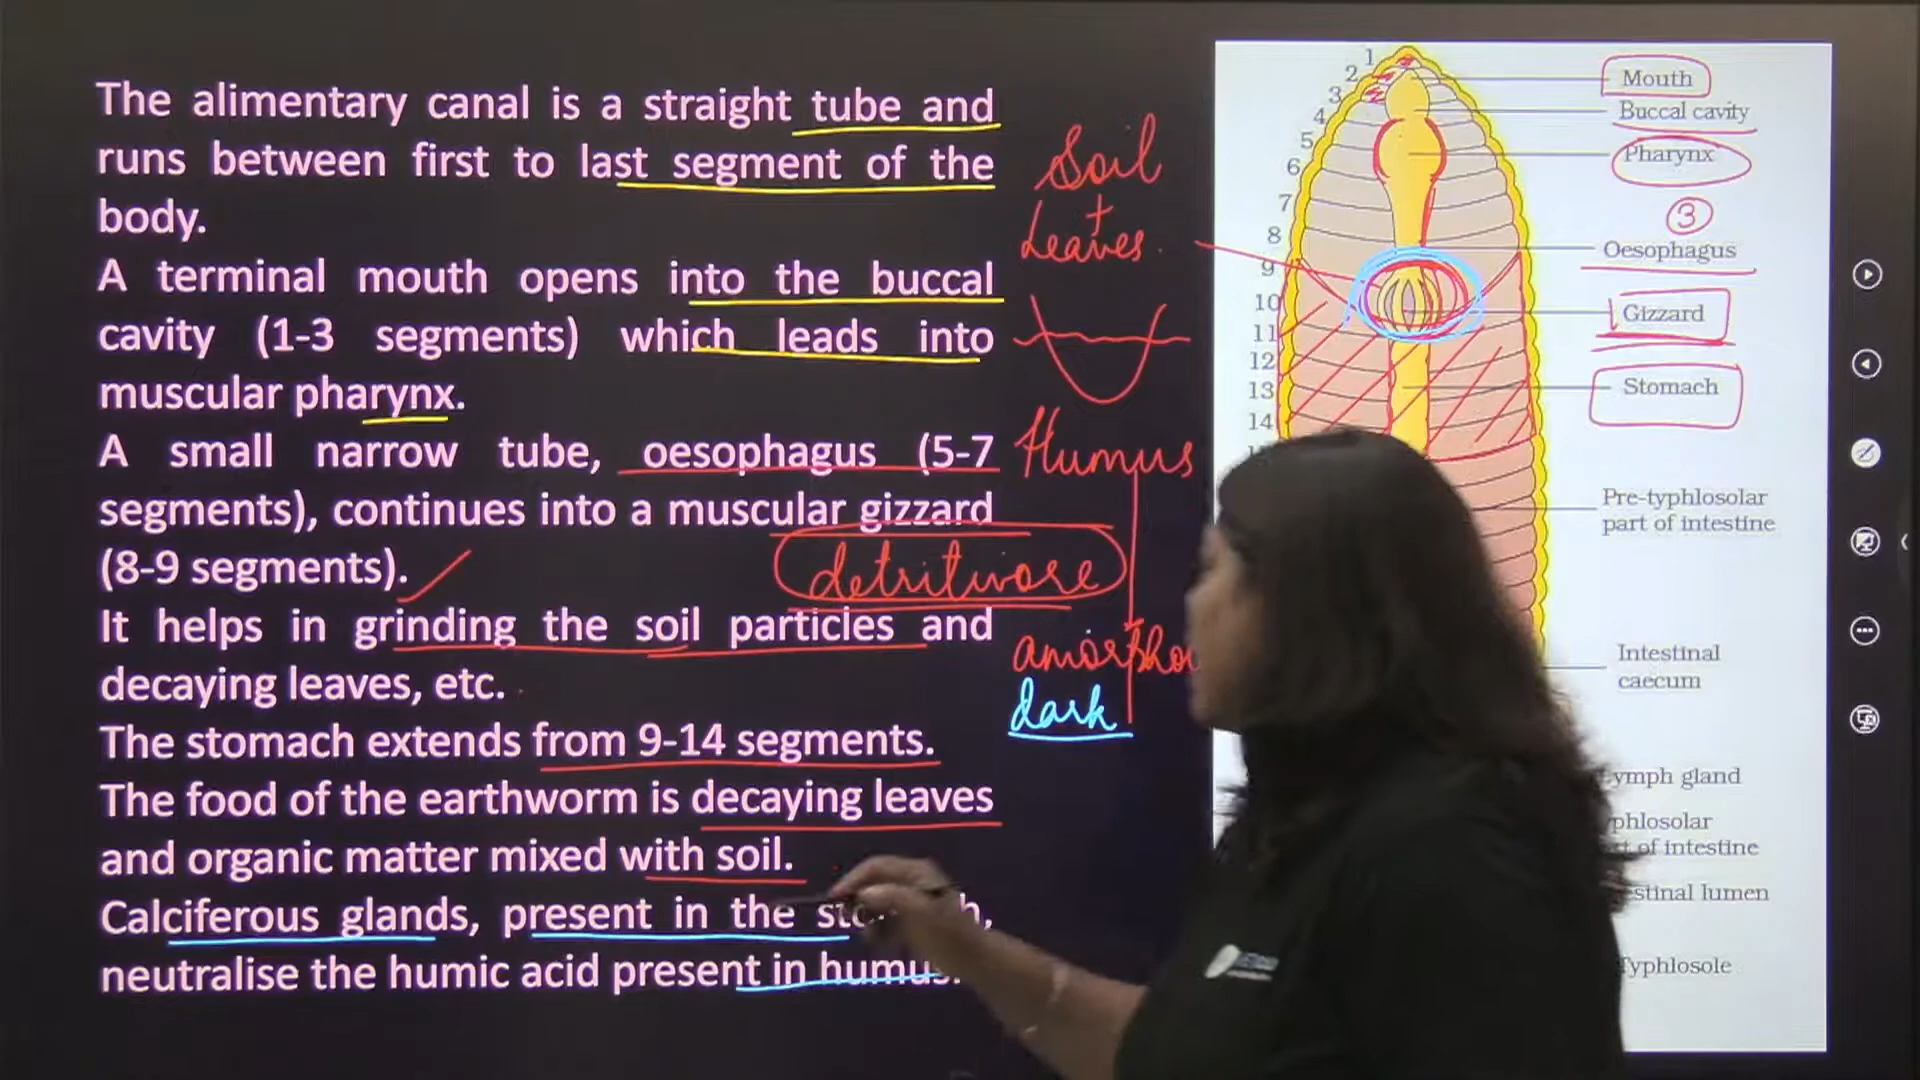 The alimentary canal is a straight tube and
runs between first to last segment of the
body.
A terminal mouth opens into the buccal
cavity (1-3 segments) which leads into
muscular pharynx.
A small narrow tube, oesophagus (5-7
segments), continues into a muscular gizzard
(8-9 segments).
detritivore
It helps in grinding the soil particles and
decaying leaves, etc.
The stomach extends from 9-14 segments.
The food of the earthworm is decaying leaves
and organic matter mixed with soil.
Calciferous glands, present in the
neutralise the humic acid present in humus.
Soil
+
Leaves.
Humus
dark
1
2
3
4
5
6
7
8
9
10
11
12
13
14
Mouth
Buccal cavity
Pharynx
3
Oesophagus
Gizzard
Stomach
Pre-typhlosolar
part of intestine
Intestinal
caecum
gland
of intestine
lumen
Typhlosole